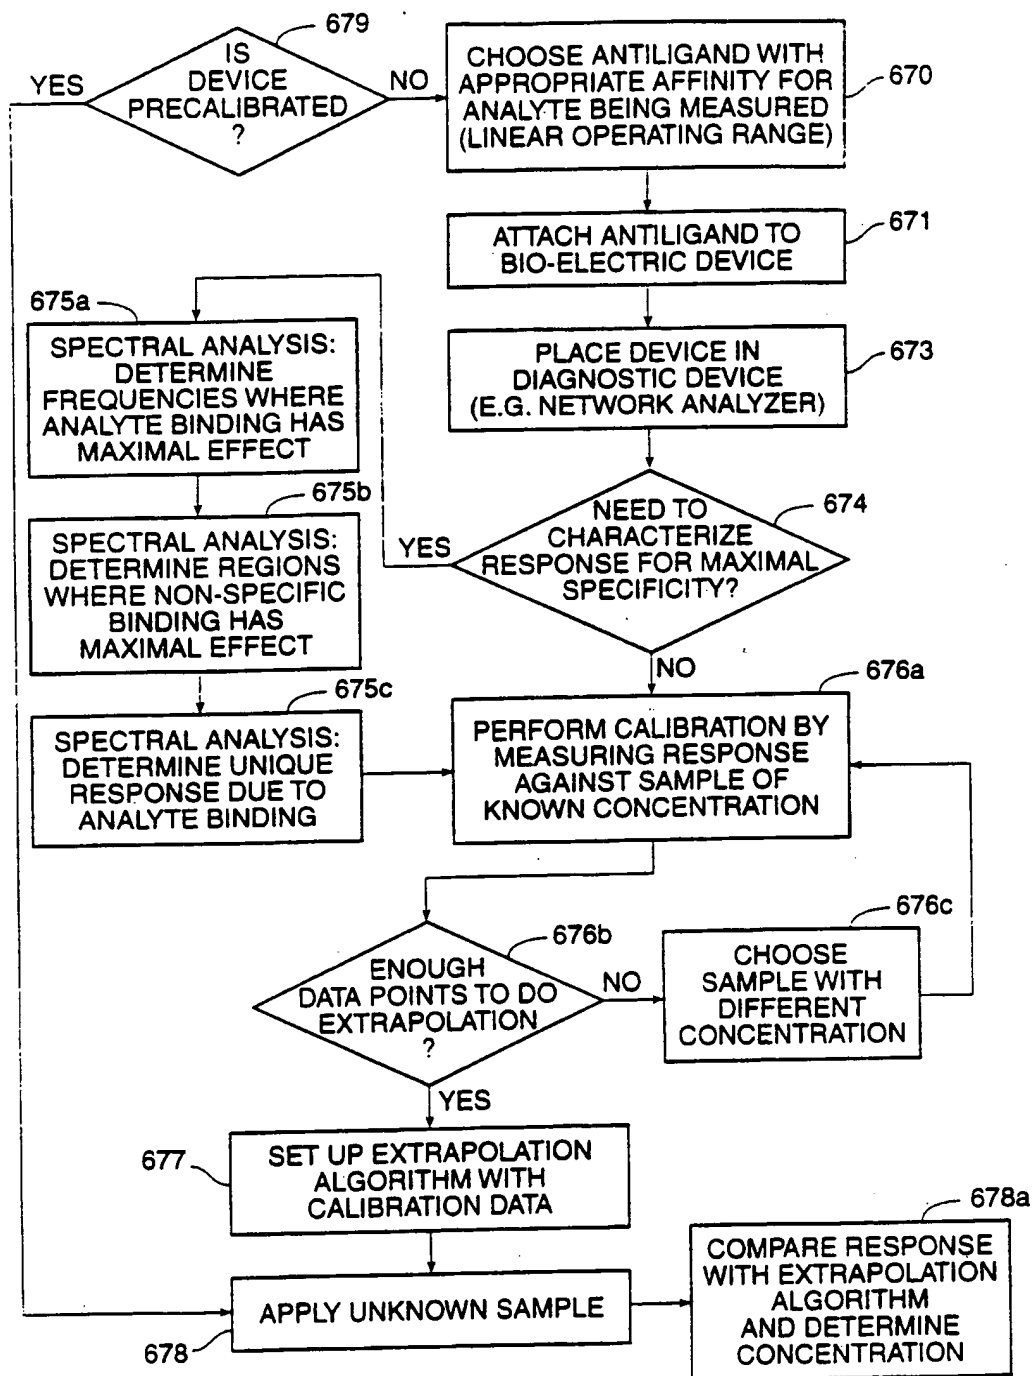 679
IS
DEVICE
PRECALIBRATED
?
YES
NO
CHOOSE ANTILIGAND WITH
APPROPRIATE AFFINITY FOR
ANALYTE BEING MEASURED
(LINEAR OPERATING RANGE)
670
ATTACH ANTILIGAND TO
BIO-ELECTRIC DEVICE
671
PLACE DEVICE IN
DIAGNOSTIC DEVICE
(E.G. NETWORK ANALYZER)
673
NEED TO
CHARACTERIZE
RESPONSE FOR MAXIMAL
SPECIFICITY?
674
YES
NO
675a
SPECTRAL ANALYSIS:
DETERMINE
FREQUENCIES WHERE
ANALYTE BINDING HAS
MAXIMAL EFFECT
675b
SPECTRAL ANALYSIS:
DETERMINE REGIONS
WHERE NON-SPECIFIC
BINDING HAS
MAXIMAL EFFECT
675c
SPECTRAL ANALYSIS:
DETERMINE UNIQUE
RESPONSE DUE TO
ANALYTE BINDING
676a
PERFORM CALIBRATION BY
MEASURING RESPONSE
AGAINST SAMPLE OF
KNOWN CONCENTRATION
676b
ENOUGH
DATA POINTS TO DO
EXTRAPOLATION
?
NO
YES
676c
CHOOSE
SAMPLE WITH
DIFFERENT
CONCENTRATION
677
SET UP EXTRAPOLATION
ALGORITHM WITH
CALIBRATION DATA
APPLY UNKNOWN SAMPLE
678
678a
COMPARE RESPONSE
WITH EXTRAPOLATION
ALGORITHM
AND DETERMINE
CONCENTRATION